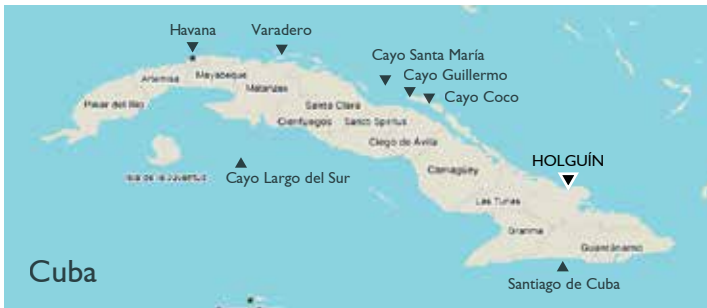 Havana
Varadero
Cayo Santa María
Cayo Guillermo
Cayo Coco
Artemisa
Mayabeque
Matanzas
Pinar del Rio
Santa Clara
Cienfuegos
Sancti Spiritus
Ciego de Ávila
HOLGUÍN
Isla de la Juventud
Cayo Largo del Sur
Camagüey
Las Tunas
Granma
Guantánamo
Cuba
Santiago de Cuba